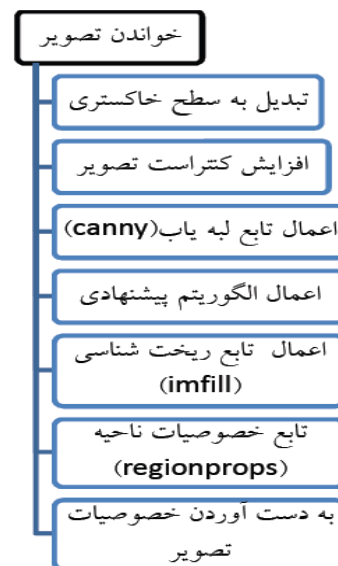 خواندن تصویر
تبدیل به سطح خاکستری
افزایش کنتراست تصویر
اعمال تابع لبه یاب(canny)
اعمال الگوریتم پیشنهادی
اعمال تابع ریخت شناسی
(imfill)
تابع خصوصیات ناحیه
(regionprops)
به دست آوردن خصوصیات
تصویر